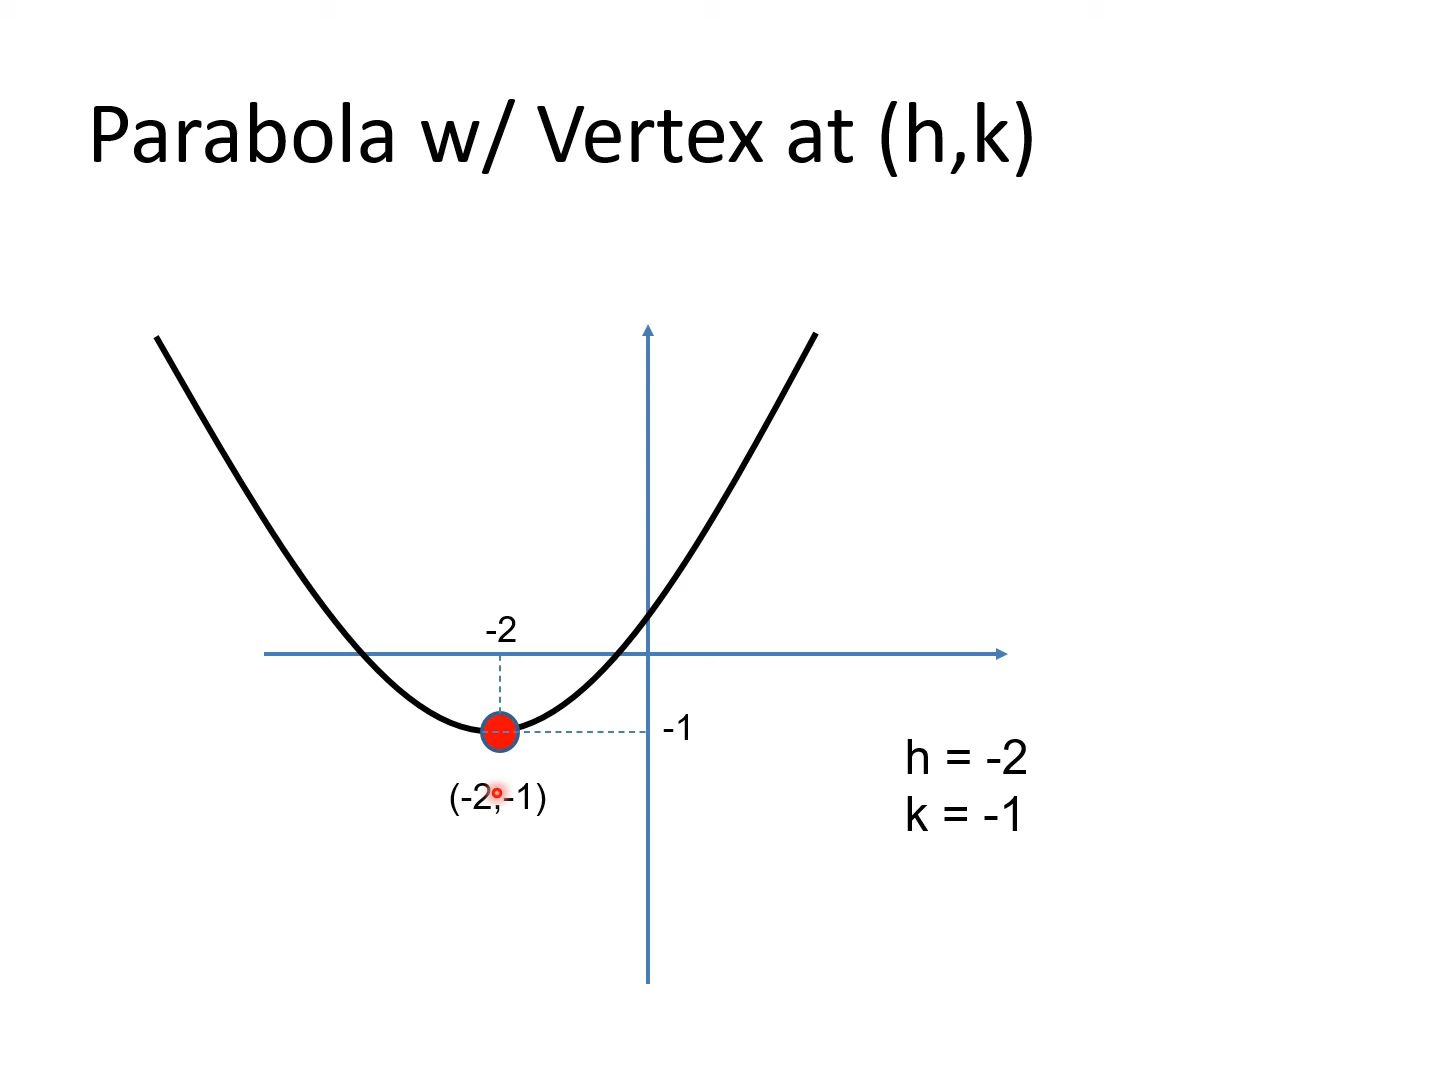 Parabola w/ Vertex at (h,k)
-2
-1
(-2,-1)
h = -2
k = -1